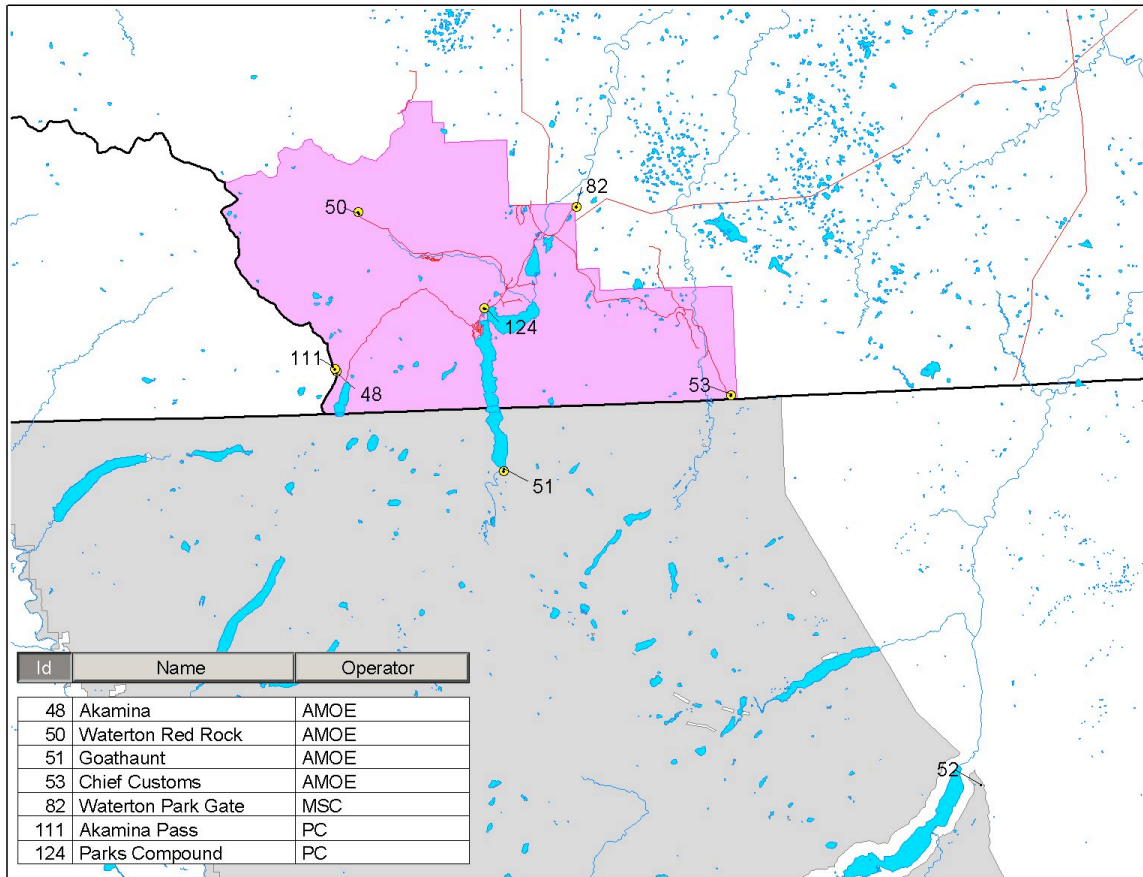 82
50
124
111
48
53
51
52
Id Name Operator
48 Akamina AMOE
50 Waterton Red Rock AMOE
51 Goathaunt AMOE
53 Chief Customs AMOE
82 Waterton Park Gate MSC
111 Akamina Pass PC
124 Parks Compound PC